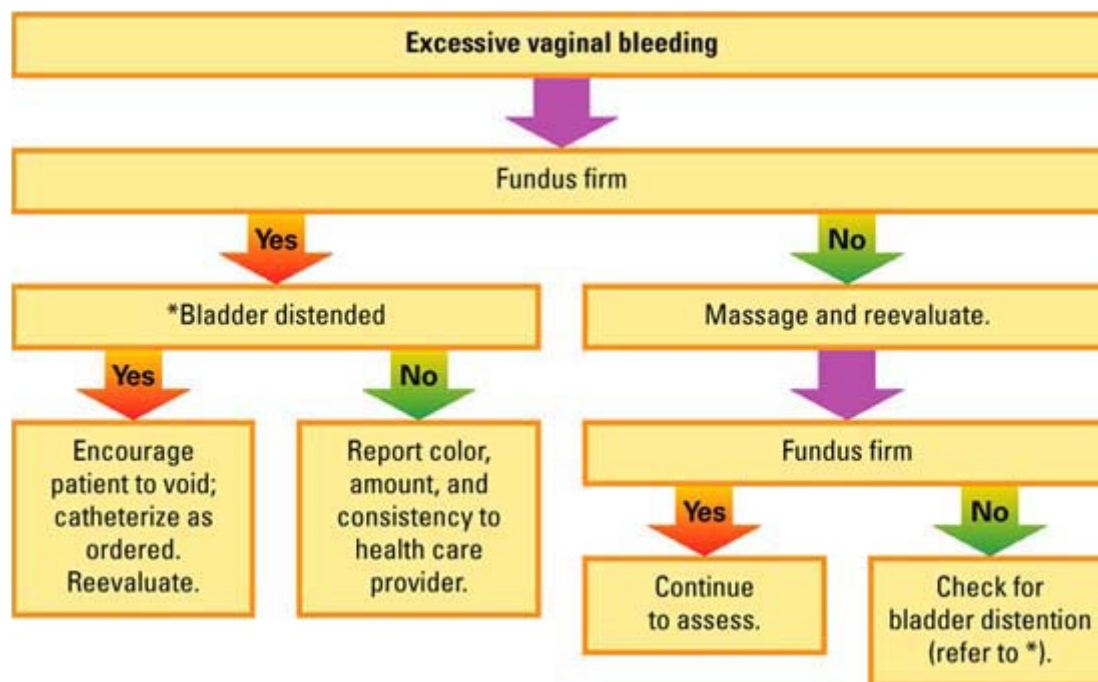 Excessive vaginal bleeding
Fundus firm
Yes
No
*Bladder distended
Massage and reevaluate.
Yes
No
Encourage
patient to void;
catheterize as
ordered.
Reevaluate.
Report color,
amount, and
consistency to
health care
provider.
Fundus firm
Yes
No
Continue
to assess.
Check for
bladder distention
(refer to *).